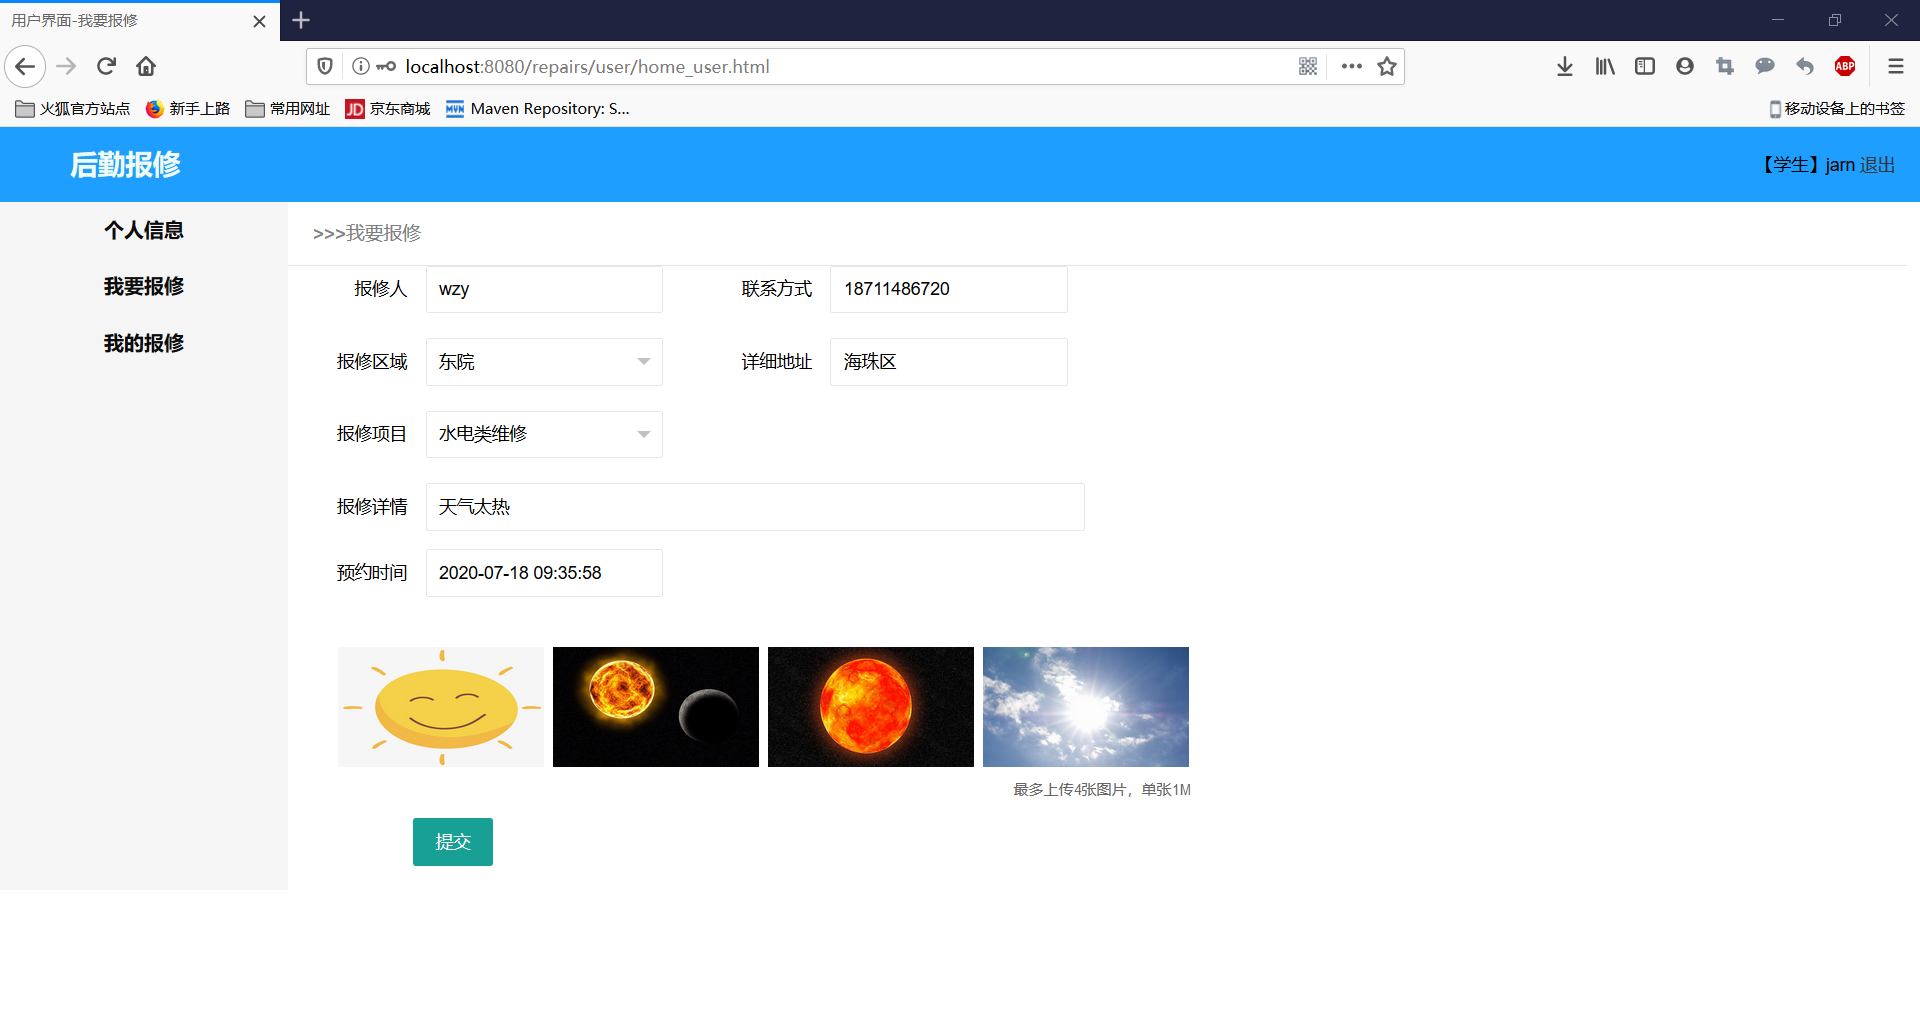 用户界面-我要报修
localhost:8080/repairs/user/home_user.html
ABP
火狐官方站点 新手上路 常用网址 JD 京东商城 MVN Maven Repository: S... 移动设备上的书签
后勤报修 【学生】jarn 退出
个人信息
我要报修
我的报修
>>>我要报修
报修人 wzy 联系方式 18711486720
报修区域 东院 详细地址 海珠区
报修项目 水电类维修
报修详情 天气太热
预约时间 2020-07-18 09:35:58
最多上传4张图片，单张1M
提交